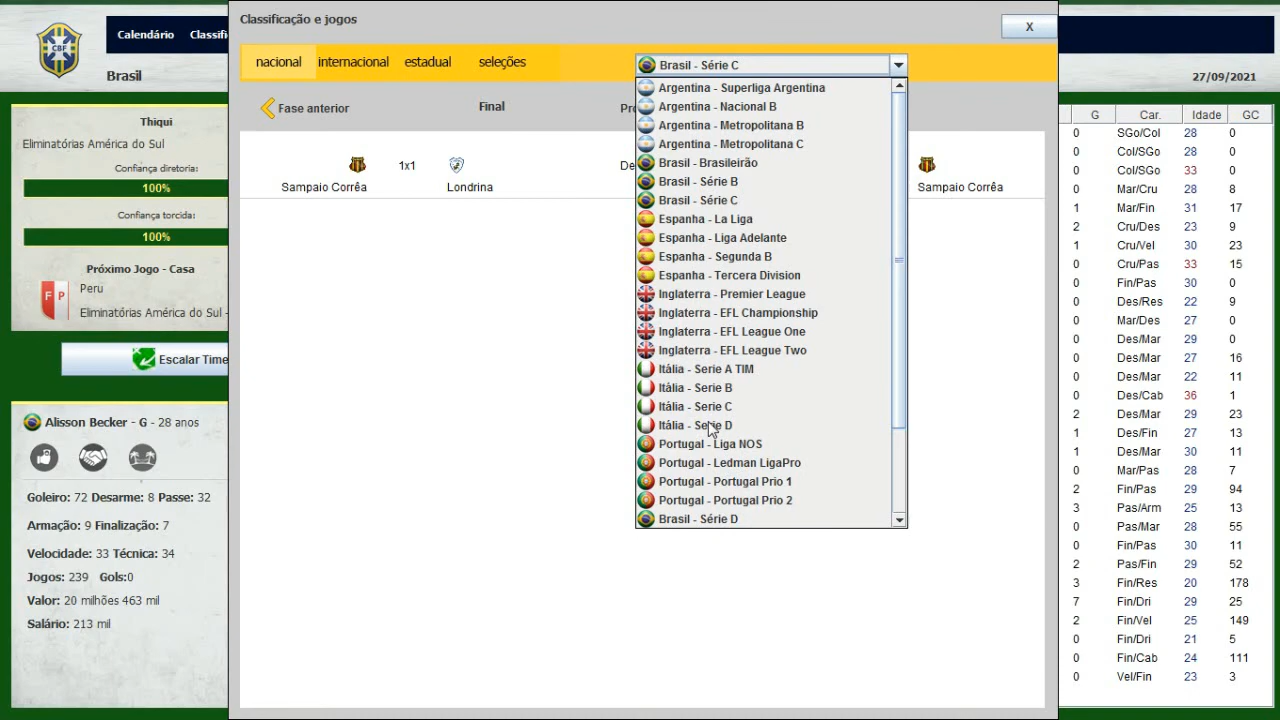 Classificação e jogos
X
Calendário Classifi
Brasil
CBF
nacional internacional estadual seleções
Brasil - Série C
27/09/2021
Fase anterior
Final
Pr
Sampaio Corrêa
1x1
Londrina
De
Sampaio Corrêa
Argentina - Superliga Argentina
Argentina - Nacional B
Argentina - Metropolitana B
Argentina - Metropolitana C
Brasil - Brasileirão
Brasil - Série B
Brasil - Série C
Espanha - La Liga
Espanha - Liga Adelante
Espanha - Segunda B
Espanha - Tercera Division
Inglaterra - Premier League
Inglaterra - EFL Championship
Inglaterra - EFL League One
Inglaterra - EFL League Two
Itália - Serie A TIM
Itália - Serie B
Itália - Serie C
Itália - Serie D
Portugal - Liga NOS
Portugal - Ledman LigaPro
Portugal - Portugal Prio 1
Portugal - Portugal Prio 2
Brasil - Série D
Thiqui
Eliminatórias América do Sul
Confiança diretoria:
100%
Confiança torcida:
100%
Próximo Jogo - Casa
F P
Peru
Eliminatórias América do Sul -
Escalar Time
Alisson Becker - G - 28 anos
Goleiro: 72 Desarme: 8 Passe: 32
Armação: 9 Finalização: 7
Velocidade: 33 Técnica: 34
Jogos: 239 Gols:0
Valor: 20 milhões 463 mil
Salário: 213 mil
G Car. Idade GC
0 SGo/Col 28 0
0 Col/SGo 28 0
0 Col/SGo 33 0
0 Mar/Cru 28 8
1 Mar/Fin 31 17
2 Cru/Des 23 9
1 Cru/Vel 30 23
0 Cru/Pas 33 15
0 Fin/Pas 30 0
0 Des/Res 22 9
0 Mar/Des 27 0
0 Des/Mar 29 0
0 Des/Mar 27 16
0 Des/Mar 22 11
0 Des/Cab 36 1
2 Des/Mar 29 23
1 Des/Fin 27 13
1 Des/Mar 30 11
0 Mar/Pas 28 7
2 Fin/Pas 29 94
3 Pas/Arm 25 13
0 Pas/Mar 28 55
0 Fin/Pas 30 11
2 Pas/Fin 29 52
3 Fin/Res 20 178
7 Fin/Dri 29 25
2 Fin/Vel 25 149
0 Fin/Dri 21 5
0 Fin/Cab 24 111
0 Vel/Fin 23 3